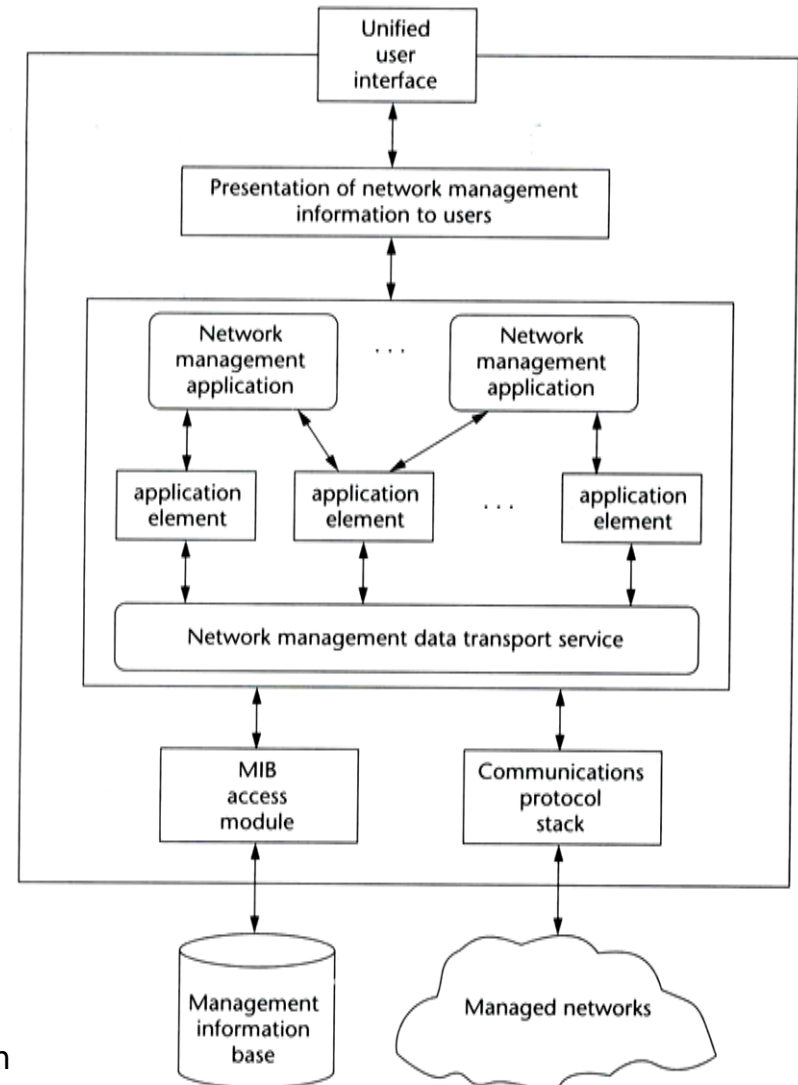 Unified
user
interface
Presentation of network management
information to users
Network
management
application
. . .
Network
management
application
application
element
application
element
. . .
application
element
Network management data transport service
MIB
access
module
Communications
protocol
stack
Management
information
base
Managed networks